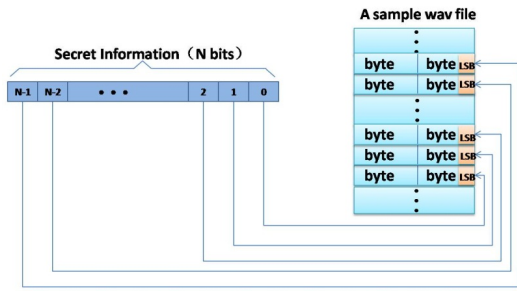 A sample wav file
Secret Information（N bits）
N-1 N-2 • • • 2 1 0
byte byte LSB
byte byte LSB
byte byte LSB
byte byte LSB
byte byte LSB